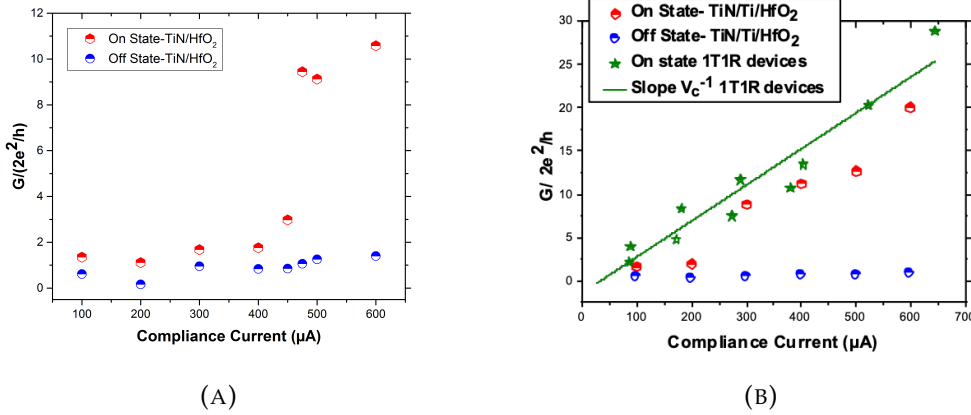 12
10
8
6
4
2
0
G/(2e²/h)
On State-TiN/HfO₂
Off State-TiN/HfO₂
100 200 300 400 500 600
Compliance Current (µA)
(A)
On State- TiN/Ti/HfO₂
Off State- TiN/Ti/HfO₂
On state 1T1R devices
Slope V_C⁻¹ 1T1R devices
30
25
20
15
10
5
0
G/ 2e²/h
0 100 200 300 400 500 600 700
Compliance Current (µA)
(B)